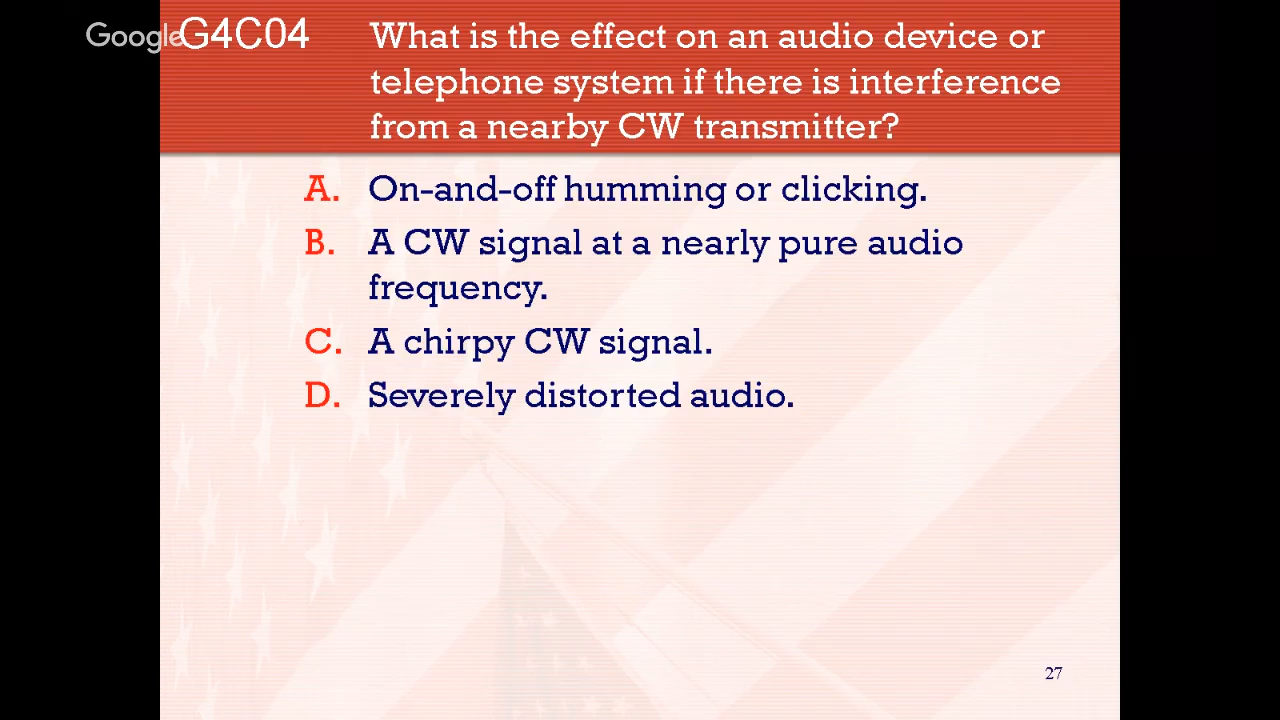 Google
G4C04
What is the effect on an audio device or
telephone system if there is interference
from a nearby CW transmitter?
A. On-and-off humming or clicking.
B. A CW signal at a nearly pure audio
frequency.
C. A chirpy CW signal.
D. Severely distorted audio.
27